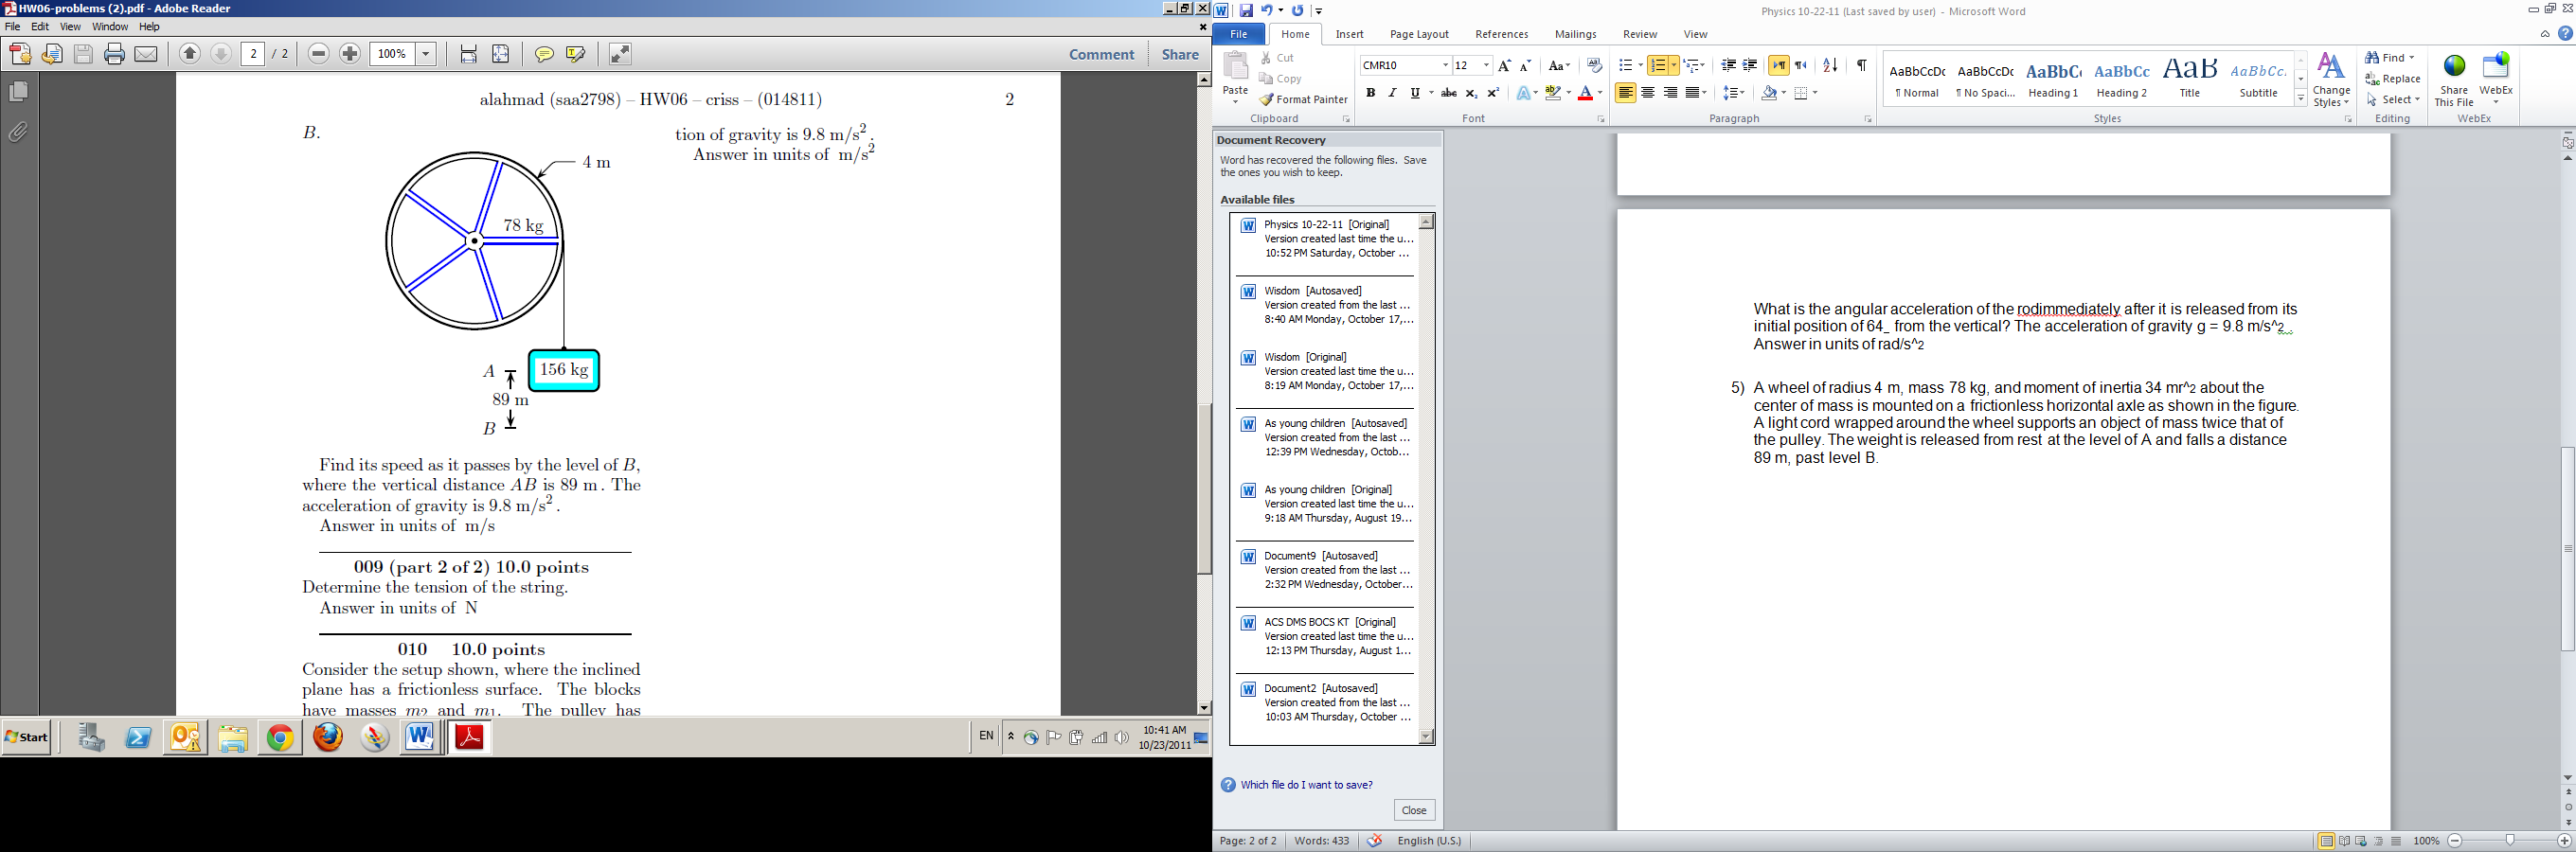 HW06-problems (2).pdf - Adobe Reader
File Edit View Window Help
2 / 2 100% Comment Share
alahmad (saa2798) – HW06 – criss – (014811) 2
B.
4 m
78 kg
156 kg
A
89 m
B
Find its speed as it passes by the level of B,
where the vertical distance AB is 89 m. The
acceleration of gravity is 9.8 m/s².
Answer in units of m/s
009 (part 2 of 2) 10.0 points
Determine the tension of the string.
Answer in units of N
010 10.0 points
Consider the setup shown, where the inclined
plane has a frictionless surface. The blocks
have masses m₂ and m₁. The pulley has
tion of gravity is 9.8 m/s².
Answer in units of m/s²
Start
EN
10:41 AM
10/23/2011
Physics 10-22-11 (Last saved by user) - Microsoft Word
File Home Insert Page Layout References Mailings Review View
Paste
Cut
Copy
Format Painter
Clipboard
CMR10 12
Font
Paragraph
AaBbCcDc AaBbCcDc AaBbC AaBbCc AaB AaBbCc.
¶ Normal ¶ No Spaci... Heading 1 Heading 2 Title Subtitle
Change
Styles
Styles
Find
Replace
Select
Editing
Share
This File
WebEx
WebEx
Document Recovery
Word has recovered the following files. Save
the ones you wish to keep.
Available files
Physics 10-22-11 [Original]
Version created last time the u...
10:52 PM Saturday, October ...
Wisdom [Autosaved]
Version created from the last ...
8:40 AM Monday, October 17,...
Wisdom [Original]
Version created last time the u...
8:19 AM Monday, October 17,...
As young children [Autosaved]
Version created from the last ...
12:39 PM Wednesday, Octob...
As young children [Original]
Version created from the last ...
9:18 AM Thursday, August 19...
Document9 [Autosaved]
Version created from the last ...
2:32 PM Wednesday, October...
ACS DMS BOCS KT [Original]
Version created last time the u...
12:13 PM Thursday, August 1...
Document2 [Autosaved]
Version created from the last ...
10:03 AM Thursday, October ...
Which file do I want to save?
Close
What is the angular acceleration of the rodimmediately after it is released from its
initial position of 64_ from the vertical? The acceleration of gravity g = 9.8 m/s^2 .
Answer in units of rad/s^2
5) A wheel of radius 4 m, mass 78 kg, and moment of inertia 34 mr^2 about the
center of mass is mounted on a frictionless horizontal axle as shown in the figure.
A light cord wrapped around the wheel supports an object of mass twice that of
the pulley. The weight is released from rest at the level of A and falls a distance
89 m, past level B.
Page: 2 of 2 Words: 433 English (U.S.) 100%